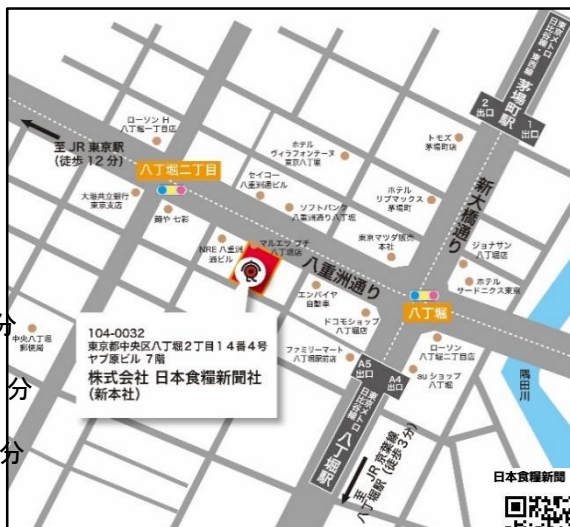 東京メトロ
日比谷線・東西線
茅場町駅
2
出口
1
出口
ローソン H
八丁堀一丁目店
至 JR 東京駅
(徒歩 12 分)
八丁堀二丁目
ホテル
ヴィラフォンテーヌ
東京八丁堀
トモズ
茅場町店
セイコー
八重洲通ビル
大垣共立銀行
東京支店
麺や 七彩
ソフトバンク
八重洲通り八丁堀
ホテル
リブマックス
茅場町
新大橋通り
NRE 八重洲
通ビル
マルエツ プチ
八丁堀店
東京マツダ販売
本社
ジョナサン
八丁堀店
八重洲通り
ホテル
サードニクス東京
エンパイヤ
自動車
八丁堀
ドコモショップ
八丁堀店
分
中央八丁堀
郵便局
104-0032
東京都中央区八丁堀2丁目14番4号
ヤブ原ビル 7階
株式会社 日本食糧新聞社
(新本社)
ファミリーマート
八丁堀駅前店
ローソン
八丁堀二丁目店
au ショップ
八丁堀
A5
出口
A4
出口
隅田川
分
東京メトロ
日比谷線
八丁堀駅
至 JR 京葉線
八丁堀駅 (徒歩3分)
分
日本食糧新聞